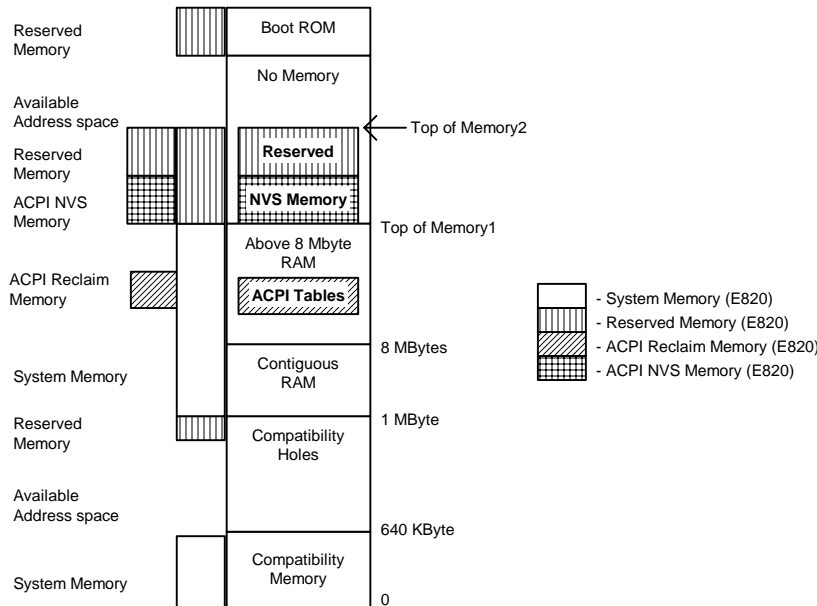 Reserved
Memory
Boot ROM
No Memory
Available
Address space
Top of Memory2
Reserved
Memory
Reserved
ACPI NVS
Memory
NVS Memory
Top of Memory1
Above 8 Mbyte
RAM
ACPI Reclaim
Memory
ACPI Tables
8 MBytes
System Memory
Contiguous
RAM
1 MByte
Reserved
Memory
Compatibility
Holes
Available
Address space
640 KByte
System Memory
Compatibility
Memory
0
- System Memory (E820)
- Reserved Memory (E820)
- ACPI Reclaim Memory (E820)
- ACPI NVS Memory (E820)